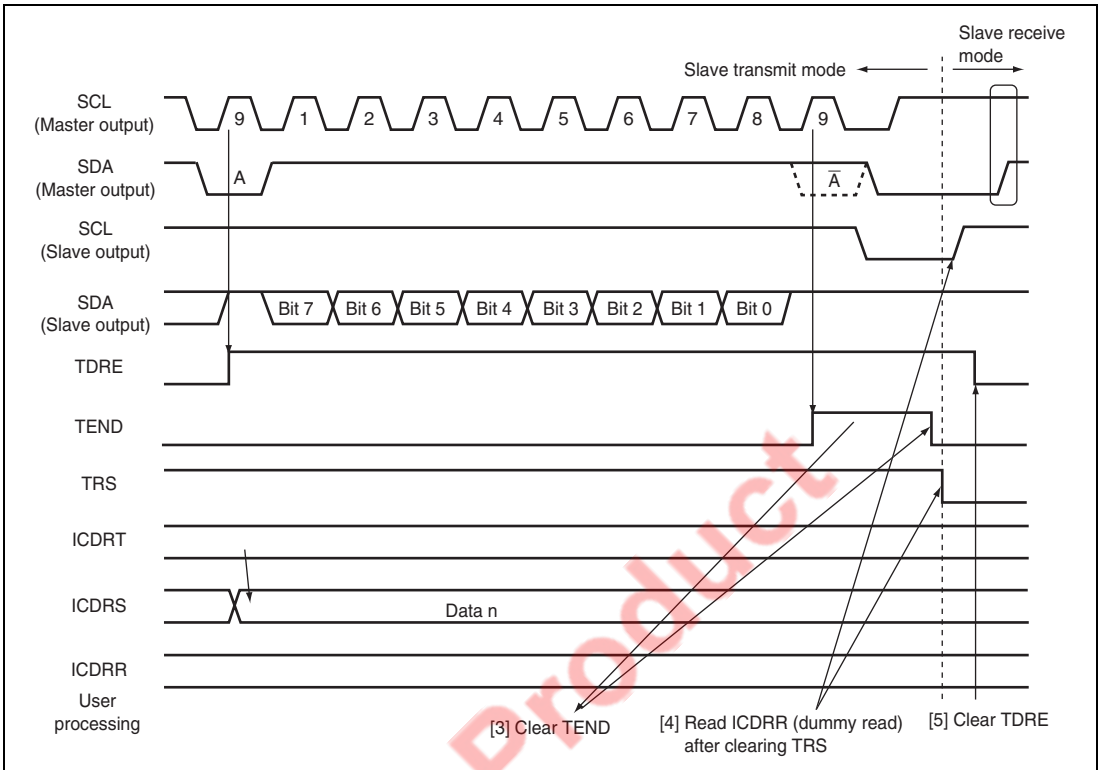 Slave receive
mode
Slave transmit mode
SCL
(Master output)
9 1 2 3 4 5 6 7 8 9
SDA
(Master output)
A A̅
SCL
(Slave output)
SDA
(Slave output)
Bit 7 Bit 6 Bit 5 Bit 4 Bit 3 Bit 2 Bit 1 Bit 0
TDRE
TEND
TRS
ICDRT
ICDRS
Data n
ICDRR
User
processing
[3] Clear TEND
[4] Read ICDRR (dummy read)
after clearing TRS
[5] Clear TDRE
Product